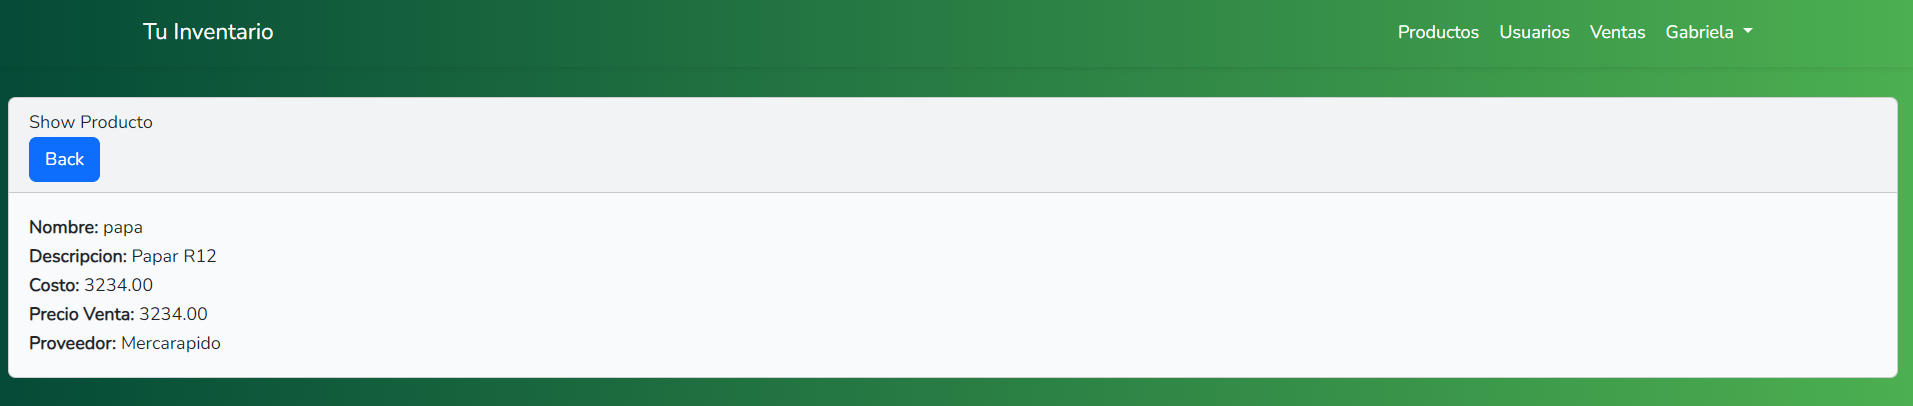 Tu Inventario
Productos Usuarios Ventas Gabriela
Show Producto
Back
Nombre: papa
Descripcion: Papar R12
Costo: 3234.00
Precio Venta: 3234.00
Proveedor: Mercarapido